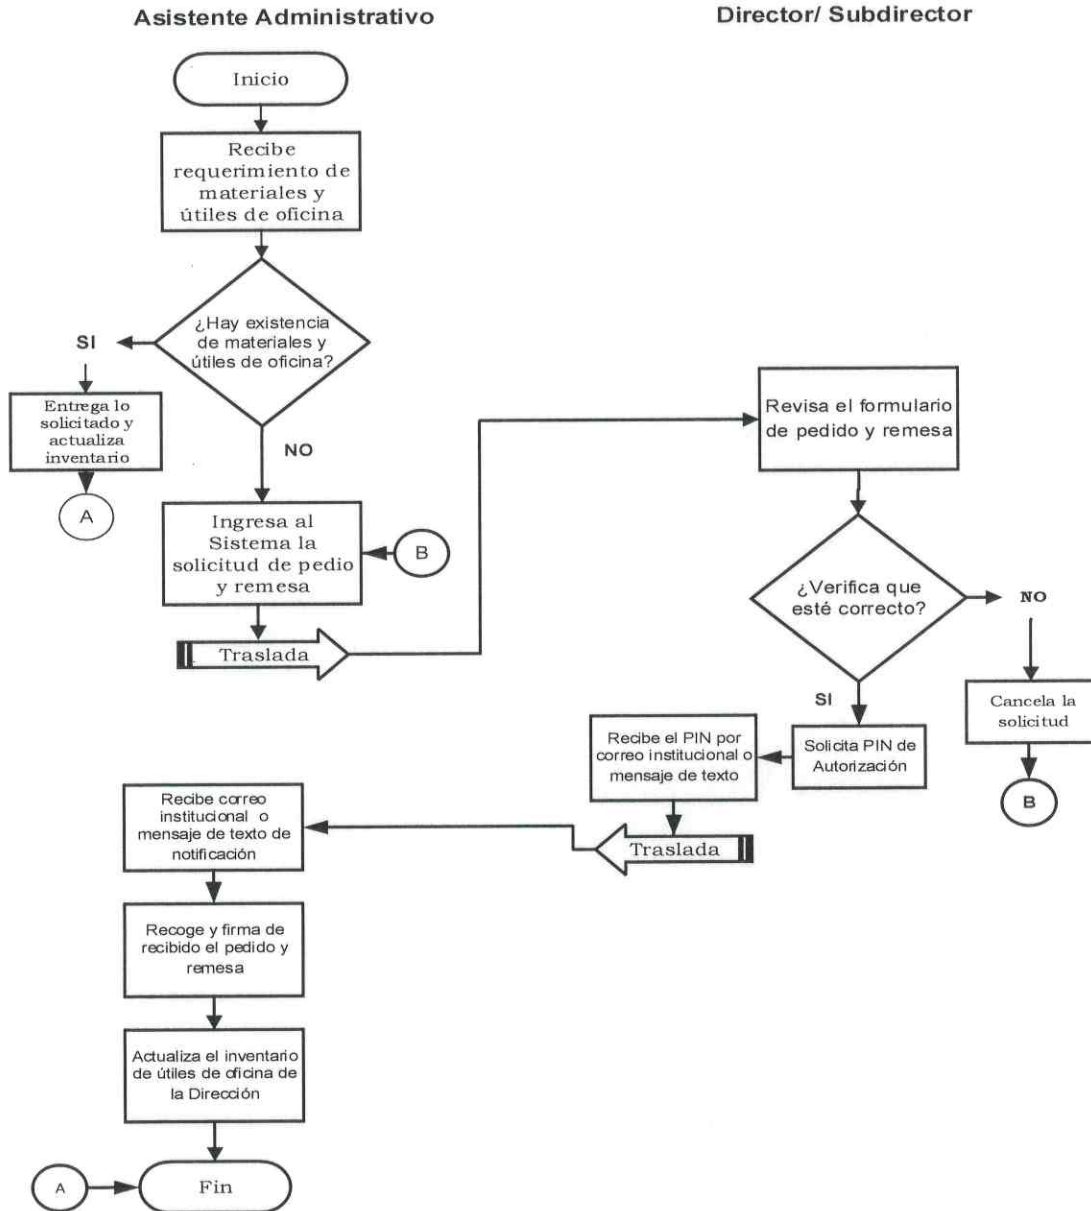 Asistente Administrativo
Director/ Subdirector
Inicio
Recibe
requerimiento de
materiales y
útiles de oficina
¿Hay existencia
de materiales y
útiles de oficina?
SI
Entrega lo
solicitado y
actualiza
inventario
A
NO
Ingresa al
Sistema la
solicitud de pedio
y remesa
B
Traslada
Revisa el formulario
de pedido y remesa
¿Verifica que
esté correcto?
NO
Cancela la
solicitud
B
SI
Solicita PIN de
Autorización
Recibe el PIN por
correo institucional o
mensaje de texto
Traslada
Recibe correo
institucional o
mensaje de texto de
notificación
Recoge y firma de
recibido el pedido y
remesa
Actualiza el inventario
de útiles de oficina de
la Dirección
A
Fin